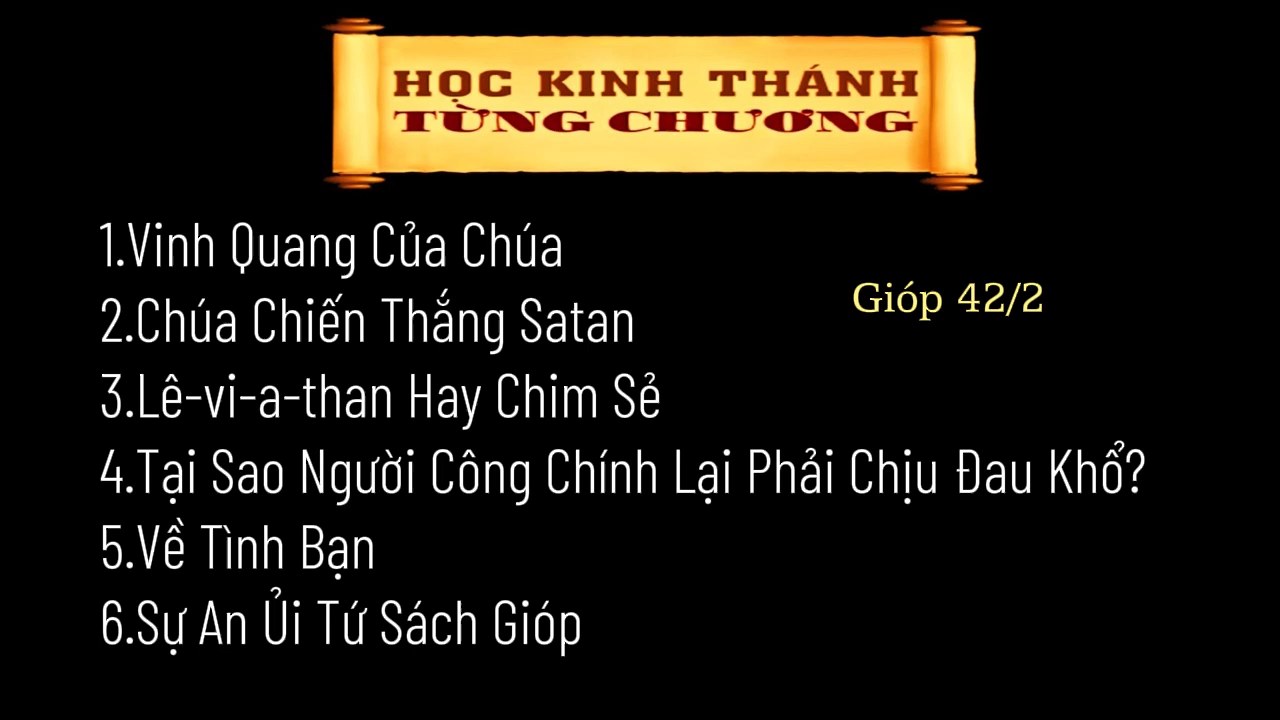 HỌC KINH THÁNH
TỪNG CHƯƠNG
1.Vinh Quang Của Chúa
Gióp 42/2
2.Chúa Chiến Thắng Satan
3.Lê-vi-a-than Hay Chim Sẻ
4.Tại Sao Người Công Chính Lại Phải Chịu Đau Khổ?
5.Về Tình Bạn
6.Sự An Ủi Tứ Sách Gióp